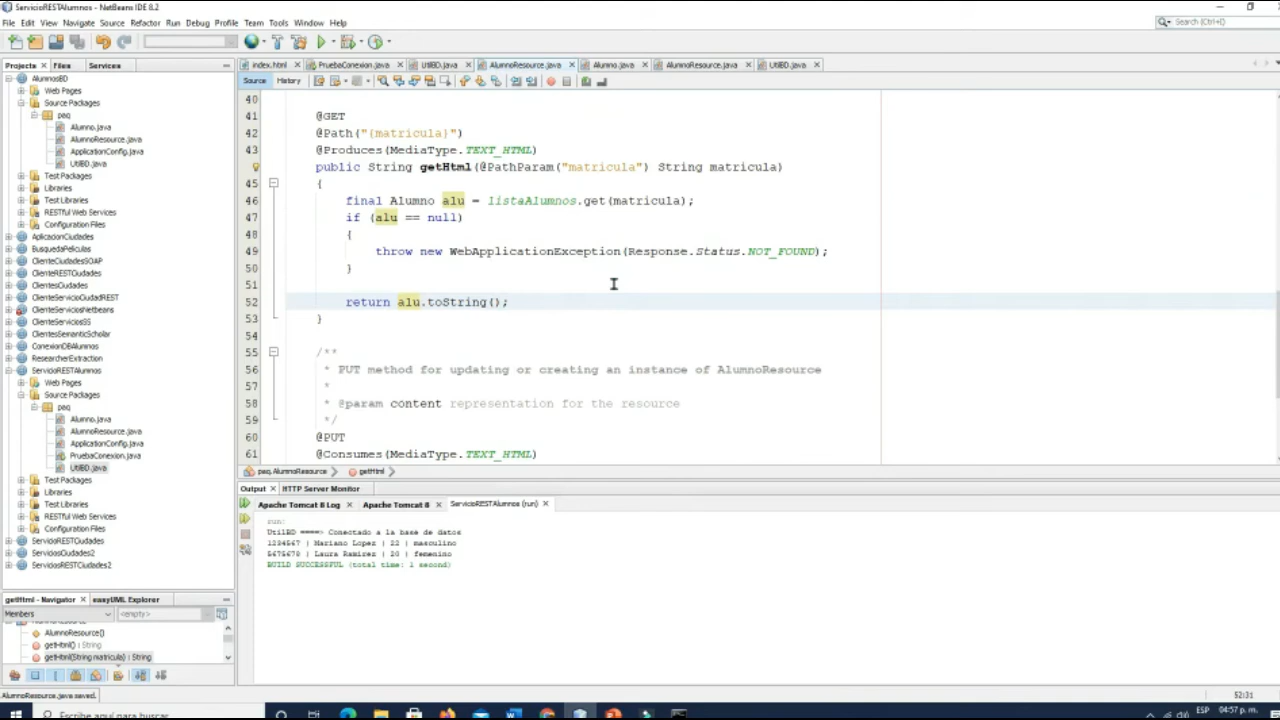 ServicioRESTAlumnos - NetBeans IDE 8.2
File Edit View Navigate Source Refactor Run Debug Profile Team Tools Window Help
Search (Ctrl+I)
Projects Files Services
index.html PruebaConexion.java UtilBD.java AlumnoResource.java Alumno.java AlumnoResource.java UtilBD.java
Source History
AlumnosBD
Web Pages
Source Packages
paq
Alumno.java
AlumnoResource.java
ApplicationConfig.java
UtilBD.java
Test Packages
Libraries
Test Libraries
RESTful Web Services
Configuration Files
AplicacionCiudades
BusquedaPeliculas
ClienteCiudadesSOAP
ClienteRESTCiudades
ClientesCiudades
ClienteServicioCiudadREST
ClienteServiciosNetbeans
ClienteServiciosSS
ClientesSemanticScholar
ConexionDBAlumnos
ResearcherExtraction
ServicioRESTAlumnos
Web Pages
Source Packages
paq
Alumno.java
AlumnoResource.java
ApplicationConfig.java
PruebaConexion.java
UtilBD.java
Test Packages
Libraries
Test Libraries
RESTful Web Services
Configuration Files
ServicioRESTCiudades
ServiciosCiudades2
ServiciosRESTCiudades2
40
41 @GET
42 @Path("{matricula}")
43 @Produces(MediaType.TEXT_HTML)
public String getHtml(@PathParam("matricula") String matricula)
45 {
46 final Alumno alu = listaAlumnos.get(matricula);
47 if (alu == null)
48 {
49 throw new WebApplicationException(Response.Status.NOT_FOUND);
50 }
51
52 return alu.toString();
53 }
54
55 /**
56 * PUT method for updating or creating an instance of AlumnoResource
57 *
58 * @param content representation for the resource
59 */
60 @PUT
61 @Consumes(MediaType.TEXT_HTML)
paq.AlumnoResource getHtml
Output HTTP Server Monitor
Apache Tomcat 8 Log Apache Tomcat 8 ServicioRESTAlumnos (run)
run:
UtilBD ====> Conectado a la base de datos
1234567 | Mariano Lopez | 22 | masculino
5675678 | Laura Ramirez | 20 | femenino
BUILD SUCCESSFUL (total time: 1 second)
getHtml - Navigator easyUML Explorer
Members <empty>
AlumnoResource
AlumnoResource()
getHtml() : String
getHtml(String matricula) : String
AlumnoResource.java saved.
52:31
Escribe aquí para buscar
ESP 04:57 p. m.